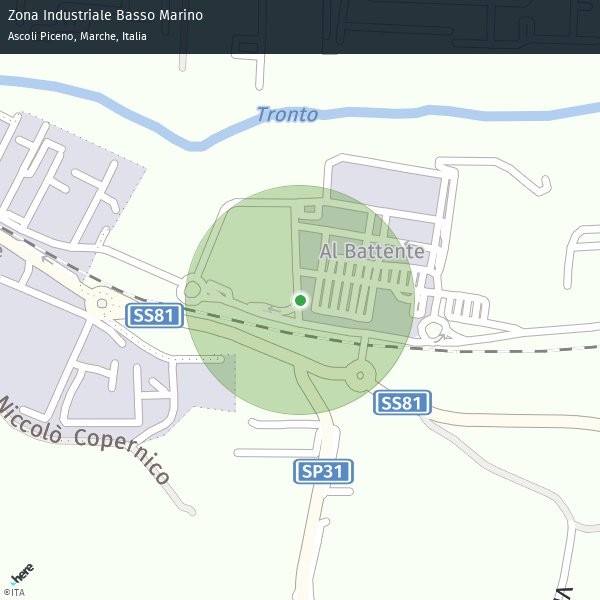 Zona Industriale Basso Marino
Ascoli Piceno, Marche, Italia
Tronto
Al Battente
SS81
SS81
Niccolò Copernico
SP31
here
©ITA